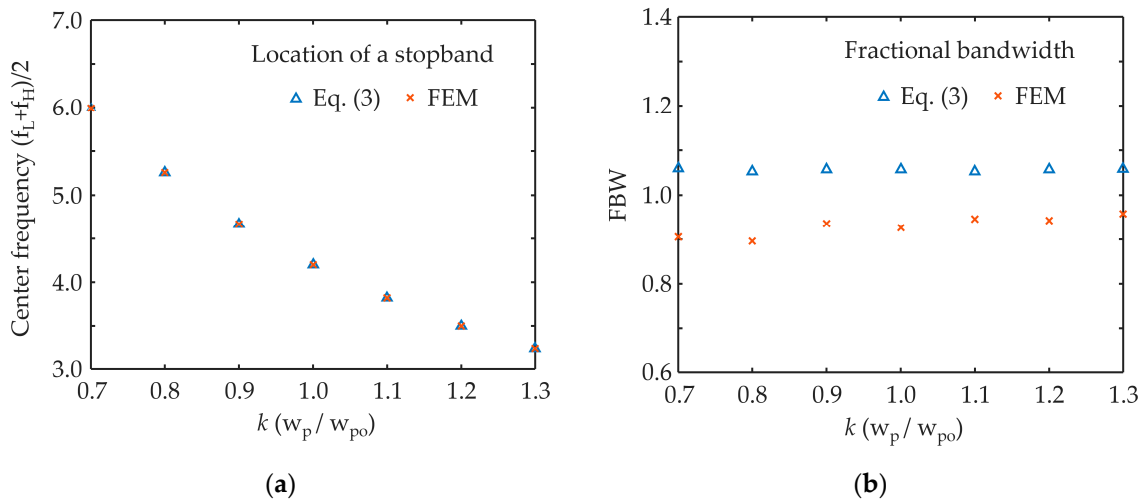 7.0
6.0
5.0
4.0
3.0
Center frequency (f_L+f_H)/2
Location of a stopband
Eq. (3) FEM
0.7 0.8 0.9 1.0 1.1 1.2 1.3
k (w_p / w_po)
(a)
1.4
1.2
1.0
0.8
0.6
FBW
Fractional bandwidth
Eq. (3) FEM
0.7 0.8 0.9 1.0 1.1 1.2 1.3
k (w_p / w_po)
(b)